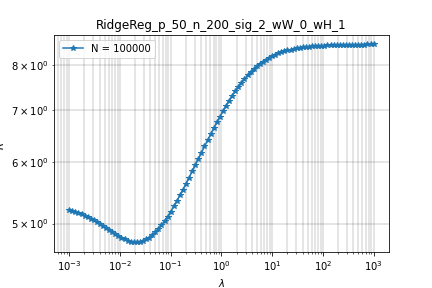 RidgeReg_p_50_n_200_sig_2_wW_0_wH_1
N = 100000
8 × 10⁰
7 × 10⁰
6 × 10⁰
5 × 10⁰
10⁻³ 10⁻² 10⁻¹ 10⁰ 10¹ 10² 10³
λ